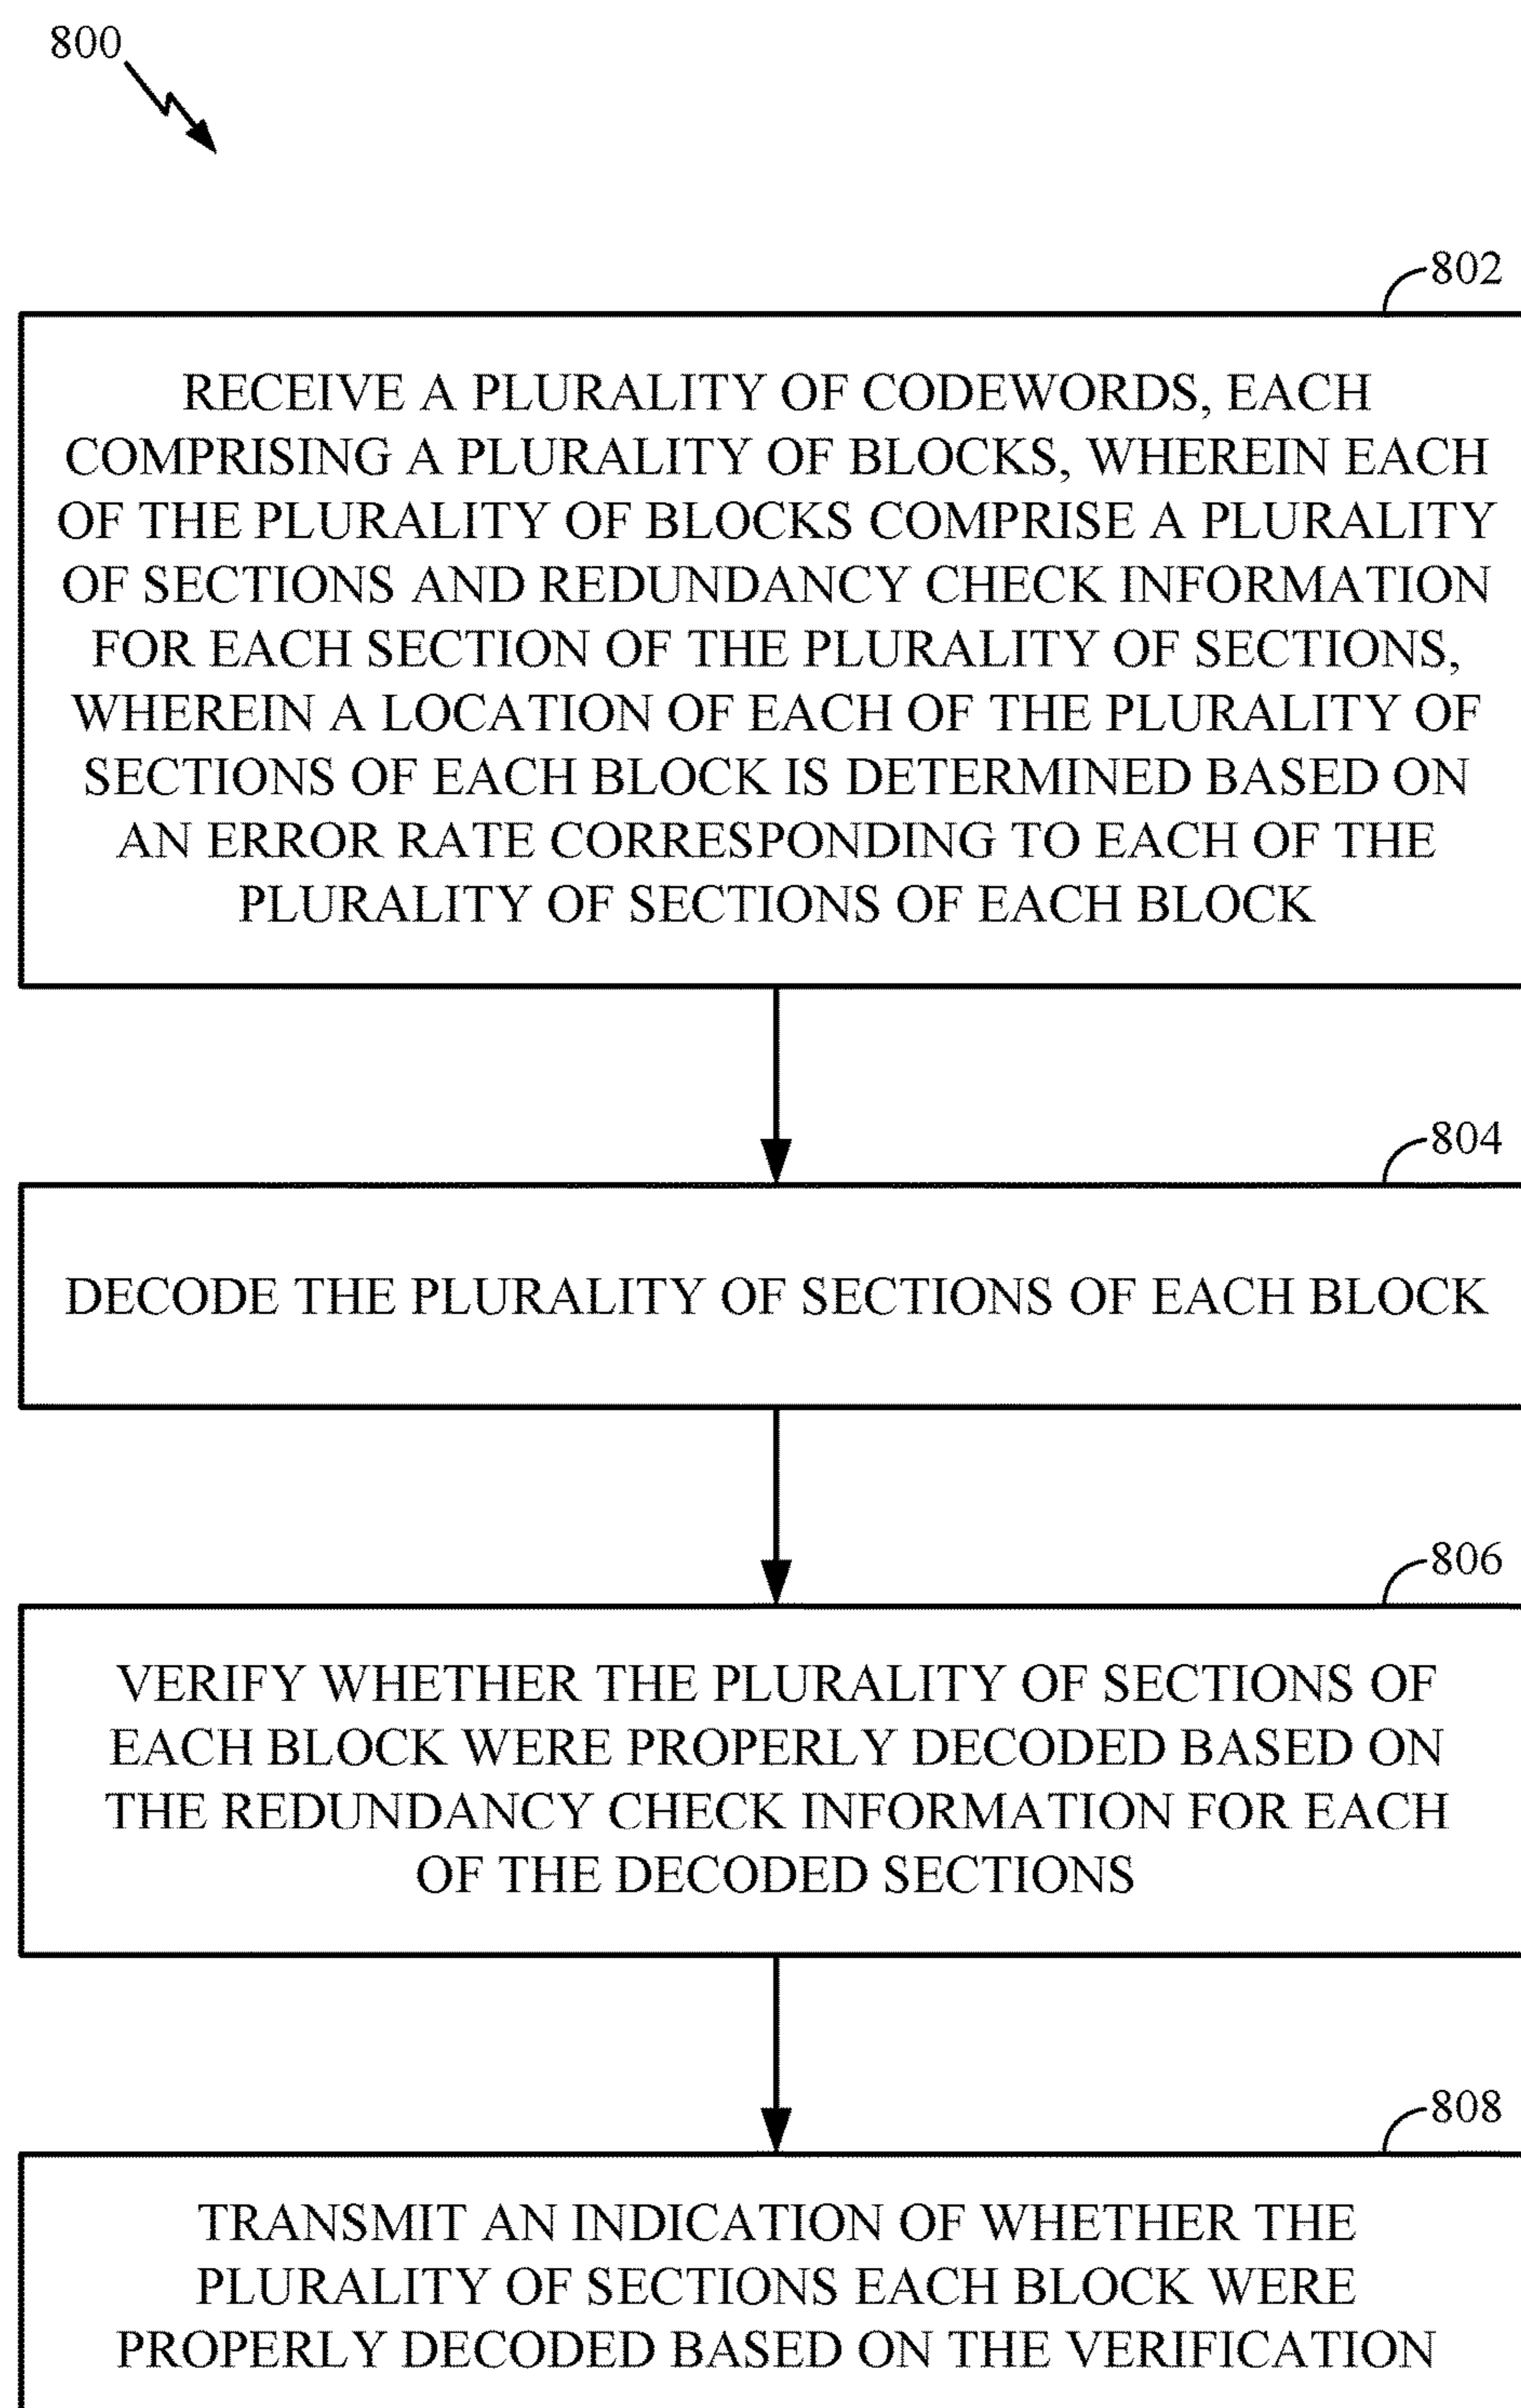 800
802
RECEIVE A PLURALITY OF CODEWORDS, EACH
COMPRISING A PLURALITY OF BLOCKS, WHEREIN EACH
OF THE PLURALITY OF BLOCKS COMPRISE A PLURALITY
OF SECTIONS AND REDUNDANCY CHECK INFORMATION
FOR EACH SECTION OF THE PLURALITY OF SECTIONS,
WHEREIN A LOCATION OF EACH OF THE PLURALITY OF
SECTIONS OF EACH BLOCK IS DETERMINED BASED ON
AN ERROR RATE CORRESPONDING TO EACH OF THE
PLURALITY OF SECTIONS OF EACH BLOCK
804
DECODE THE PLURALITY OF SECTIONS OF EACH BLOCK
806
VERIFY WHETHER THE PLURALITY OF SECTIONS OF
EACH BLOCK WERE PROPERLY DECODED BASED ON
THE REDUNDANCY CHECK INFORMATION FOR EACH
OF THE DECODED SECTIONS
808
TRANSMIT AN INDICATION OF WHETHER THE
PLURALITY OF SECTIONS EACH BLOCK WERE
PROPERLY DECODED BASED ON THE VERIFICATION